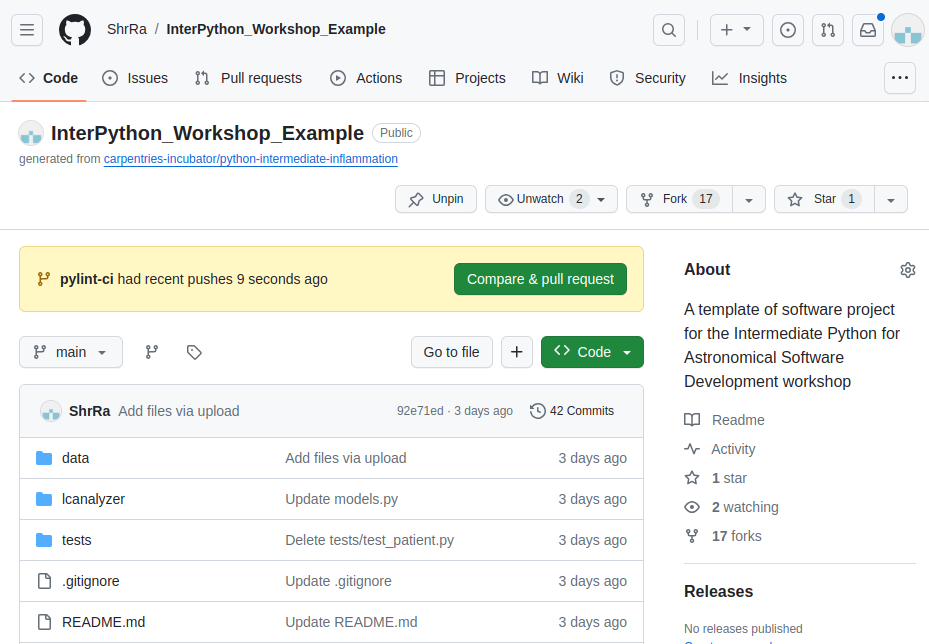 ShrRa / InterPython_Workshop_Example
Code Issues Pull requests Actions Projects Wiki Security Insights
InterPython_Workshop_Example Public
generated from carpentries-incubator/python-intermediate-inflammation
Unpin Unwatch 2 Fork 17 Star 1
pylint-ci had recent pushes 9 seconds ago Compare & pull request
main Go to file Code
ShrRa Add files via upload 92e71ed · 3 days ago 42 Commits
data Add files via upload 3 days ago
lcanalyzer Update models.py 3 days ago
tests Delete tests/test_patient.py 3 days ago
.gitignore Update .gitignore 3 days ago
README.md Update README.md 3 days ago
About
A template of software project
for the Intermediate Python for
Astronomical Software
Development workshop
Readme
Activity
1 star
2 watching
17 forks
Releases
No releases published